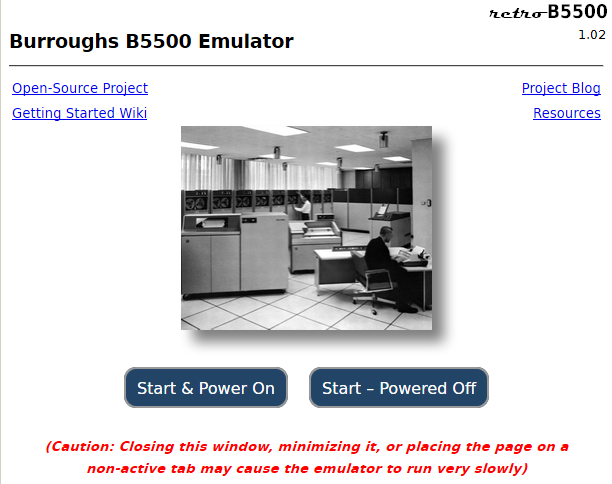 retro-B5500
Burroughs B5500 Emulator
1.02
Open-Source Project
Project Blog
Getting Started Wiki
Resources
Start & Power On
Start – Powered Off
(Caution: Closing this window, minimizing it, or placing the page on a
non-active tab may cause the emulator to run very slowly)